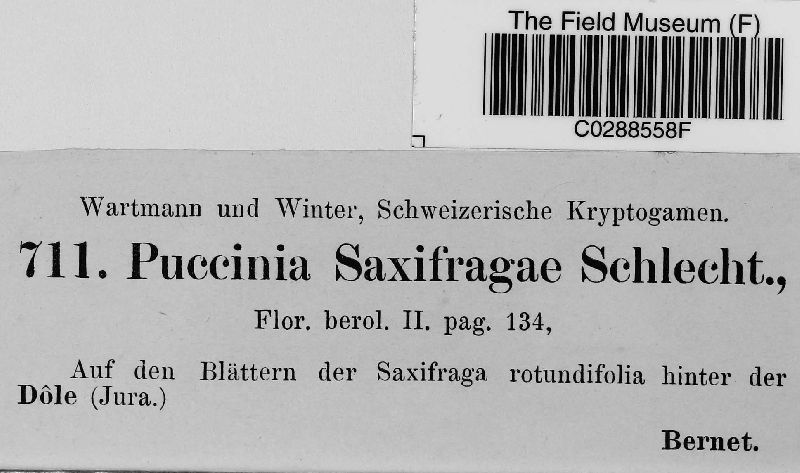 The Field Museum (F)
C0288558F
Wartmann und Winter, Schweizerische Kryptogamen.
711. Puccinia Saxifragae Schlecht.,
Flor. berol. II. pag. 134,
Auf den Blättern der Saxifraga rotundifolia hinter der
Dôle (Jura.)
Bernet.